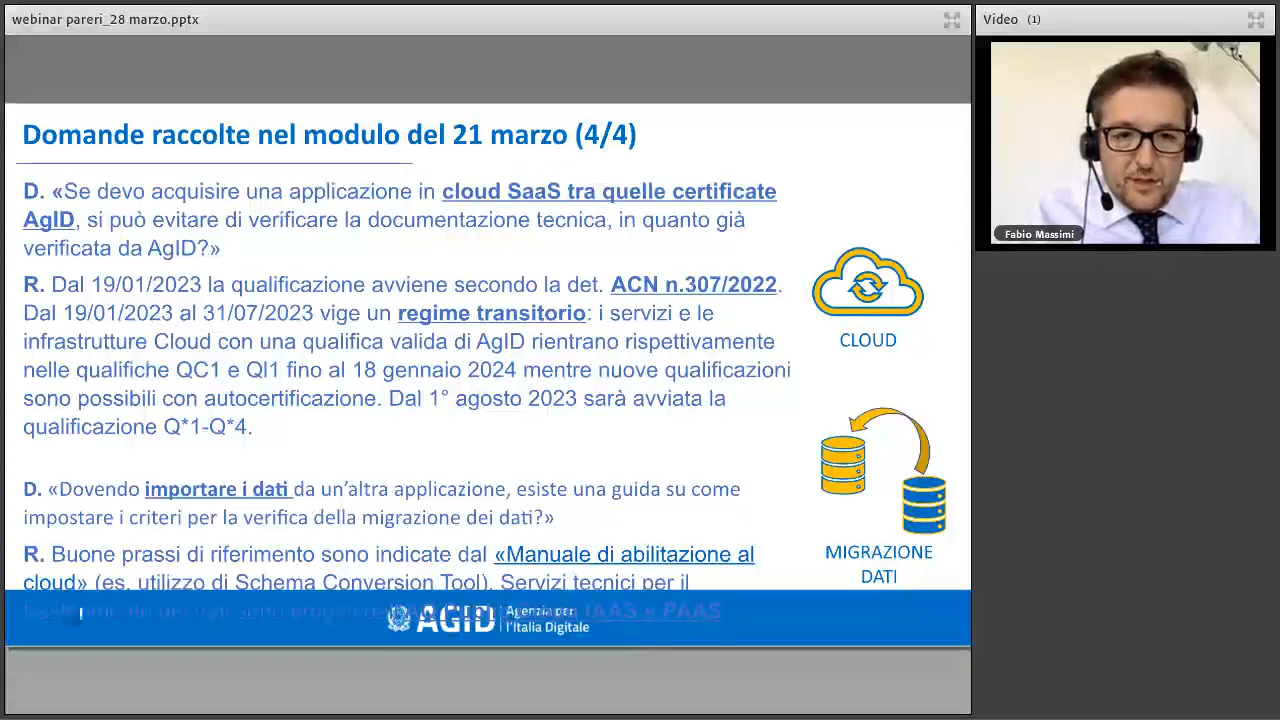 webinar pareri_28 marzo.pptx
Video (1)
Fabio Massimi
Domande raccolte nel modulo del 21 marzo (4/4)
D. «Se devo acquisire una applicazione in cloud SaaS tra quelle certificate
AgID, si può evitare di verificare la documentazione tecnica, in quanto già
verificata da AgID?»
R. Dal 19/01/2023 la qualificazione avviene secondo la det. ACN n.307/2022.
Dal 19/01/2023 al 31/07/2023 vige un regime transitorio: i servizi e le
infrastrutture Cloud con una qualifica valida di AgID rientrano rispettivamente
nelle qualifiche QC1 e QI1 fino al 18 gennaio 2024 mentre nuove qualificazioni
sono possibili con autocertificazione. Dal 1° agosto 2023 sarà avviata la
qualificazione Q*1-Q*4.
CLOUD
D. «Dovendo importare i dati da un'altra applicazione, esiste una guida su come
impostare i criteri per la verifica della migrazione dei dati?»
R. Buone prassi di riferimento sono indicate dal «Manuale di abilitazione al
cloud» (es. utilizzo di Schema Conversion Tool). Servizi tecnici per il
dei dati sono IAAS e PAAS
MIGRAZIONE
DATI
AGID
Agenzia per
l'Italia Digitale